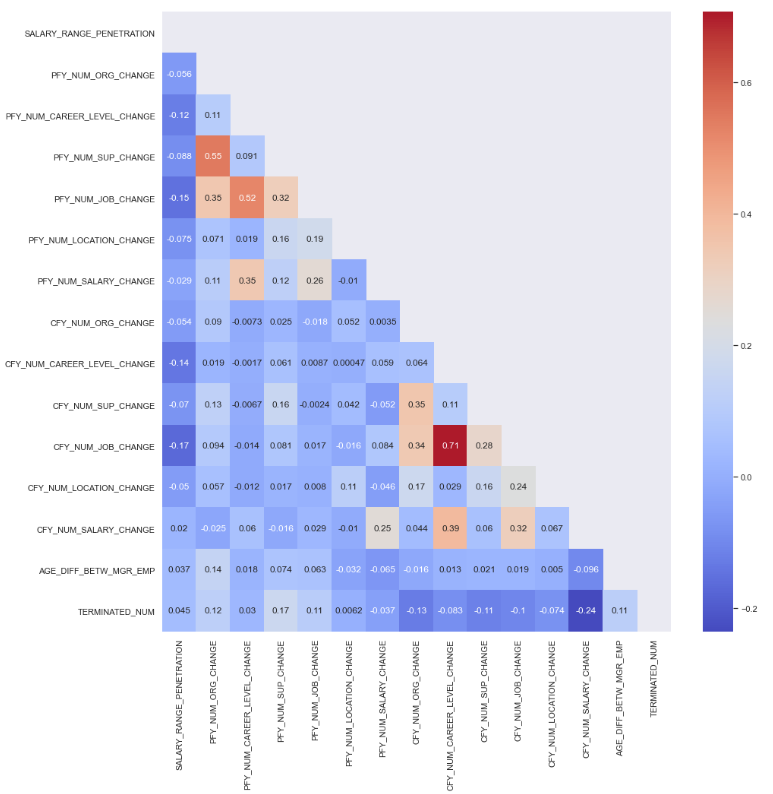 SALARY_RANGE_PENETRATION
PFY_NUM_ORG_CHANGE -0.056
PFY_NUM_CAREER_LEVEL_CHANGE -0.12 0.11
PFY_NUM_SUP_CHANGE -0.088 0.55 0.091
PFY_NUM_JOB_CHANGE -0.15 0.35 0.52 0.32
PFY_NUM_LOCATION_CHANGE -0.075 0.071 0.019 0.16 0.19
PFY_NUM_SALARY_CHANGE -0.029 0.11 0.35 0.12 0.26 -0.01
CFY_NUM_ORG_CHANGE -0.054 0.09 -0.0073 0.025 -0.018 0.052 0.0035
CFY_NUM_CAREER_LEVEL_CHANGE -0.14 0.019 -0.0017 0.061 0.0087 0.00047 0.059 0.064
CFY_NUM_SUP_CHANGE -0.07 0.13 -0.0067 0.16 -0.0024 0.042 -0.052 0.35 0.11
CFY_NUM_JOB_CHANGE -0.17 0.094 -0.014 0.081 0.017 -0.016 0.084 0.34 0.71 0.28
CFY_NUM_LOCATION_CHANGE -0.05 0.057 -0.012 0.017 0.008 0.11 -0.046 0.17 0.029 0.16 0.24
CFY_NUM_SALARY_CHANGE 0.02 -0.025 0.06 -0.016 0.029 -0.01 0.25 0.044 0.39 0.06 0.32 0.067
AGE_DIFF_BETW_MGR_EMP 0.037 0.14 0.018 0.074 0.063 -0.032 -0.065 -0.016 0.013 0.021 0.019 0.005 -0.096
TERMINATED_NUM 0.045 0.12 0.03 0.17 0.11 0.0062 -0.037 -0.13 -0.083 -0.11 -0.1 -0.074 -0.24 0.11
SALARY_RANGE_PENETRATION
PFY_NUM_ORG_CHANGE
PFY_NUM_CAREER_LEVEL_CHANGE
PFY_NUM_SUP_CHANGE
PFY_NUM_JOB_CHANGE
PFY_NUM_LOCATION_CHANGE
PFY_NUM_SALARY_CHANGE
CFY_NUM_ORG_CHANGE
CFY_NUM_CAREER_LEVEL_CHANGE
CFY_NUM_SUP_CHANGE
CFY_NUM_JOB_CHANGE
CFY_NUM_LOCATION_CHANGE
CFY_NUM_SALARY_CHANGE
AGE_DIFF_BETW_MGR_EMP
TERMINATED_NUM
0.6
0.4
0.2
0.0
-0.2